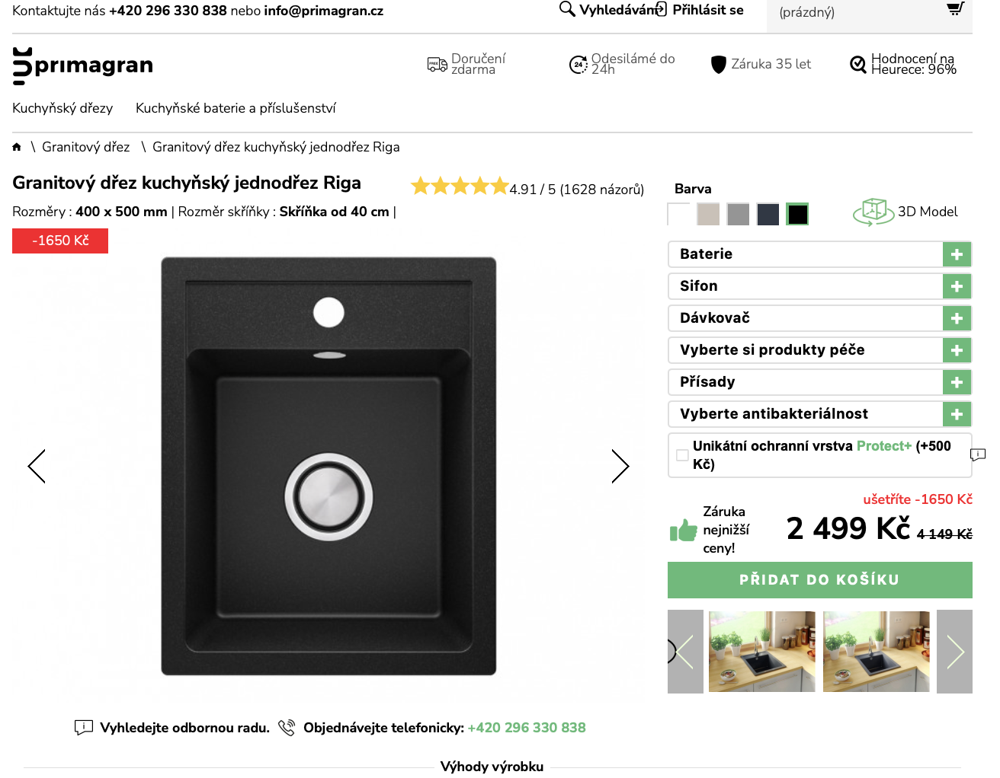 Kontaktujte nás +420 296 330 838 nebo info@primagran.cz
Vyhledávám
Přihlásit se
(prázdný)
primagran
Doručení
zdarma
FREE
Odesílámé do
24h
24
Záruka 35 let
Hodnocení na
Heurece: 96%
Kuchyňský dřezy
Kuchyňské baterie a příslušenství
\ Granitový dřez \ Granitový dřez kuchyňský jednodřez Riga
Granitový dřez kuchyňský jednodřez Riga
4.91 / 5 (1628 názorů)
Rozměry : 400 x 500 mm | Rozměr skříňky : Skříňka od 40 cm |
-1650 Kč
Barva
3D Model
Baterie
Sifon
Dávkovač
Vyberte si produkty péče
Přísady
Vyberte antibakteriálnost
Unikátní ochranní vrstva Protect+ (+500
Kč)
ušetříte -1650 Kč
Záruka
nejnižší
ceny!
2 499 Kč 4 149 Kč
PŘIDAT DO KOŠÍKU
Vyhledejte odbornou radu.
Objednávejte telefonicky: +420 296 330 838
Výhody výrobku